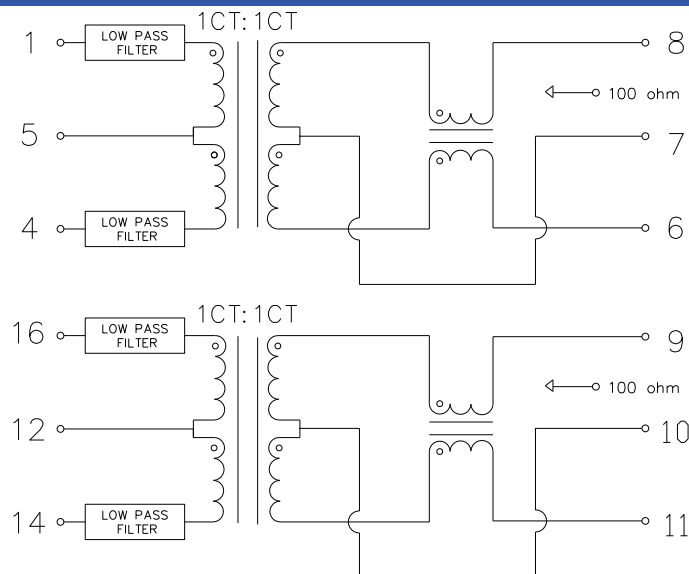 1CT: 1CT
1
LOW PASS
FILTER
8
100 ohm
5
7
4
LOW PASS
FILTER
6
1CT: 1CT
16
LOW PASS
FILTER
9
100 ohm
12
10
14
LOW PASS
FILTER
11